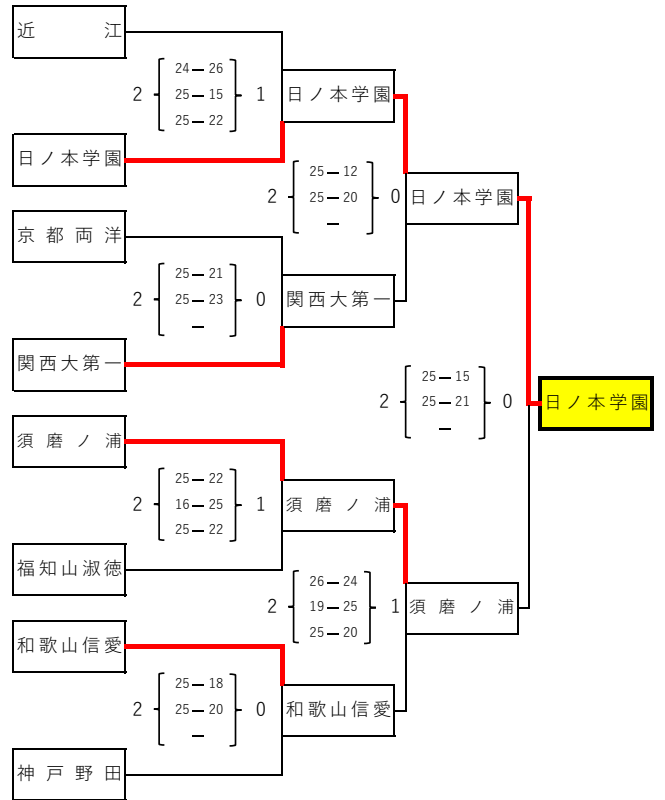 近江
24 ― 26
2 25 ― 15 1
25 ― 22
日ノ本学園
日ノ本学園
25 ― 12
2 25 ― 20 0
―
日ノ本学園
京都両洋
25 ― 21
2 25 ― 23 0
―
関西大第一
関西大第一
25 ― 15
2 25 ― 21 0
―
日ノ本学園
須磨ノ浦
25 ― 22
2 16 ― 25 1
25 ― 22
須磨ノ浦
福知山淑徳
26 ― 24
2 19 ― 25 1
25 ― 20
須磨ノ浦
和歌山信愛
25 ― 18
2 25 ― 20 0
―
和歌山信愛
神戸野田